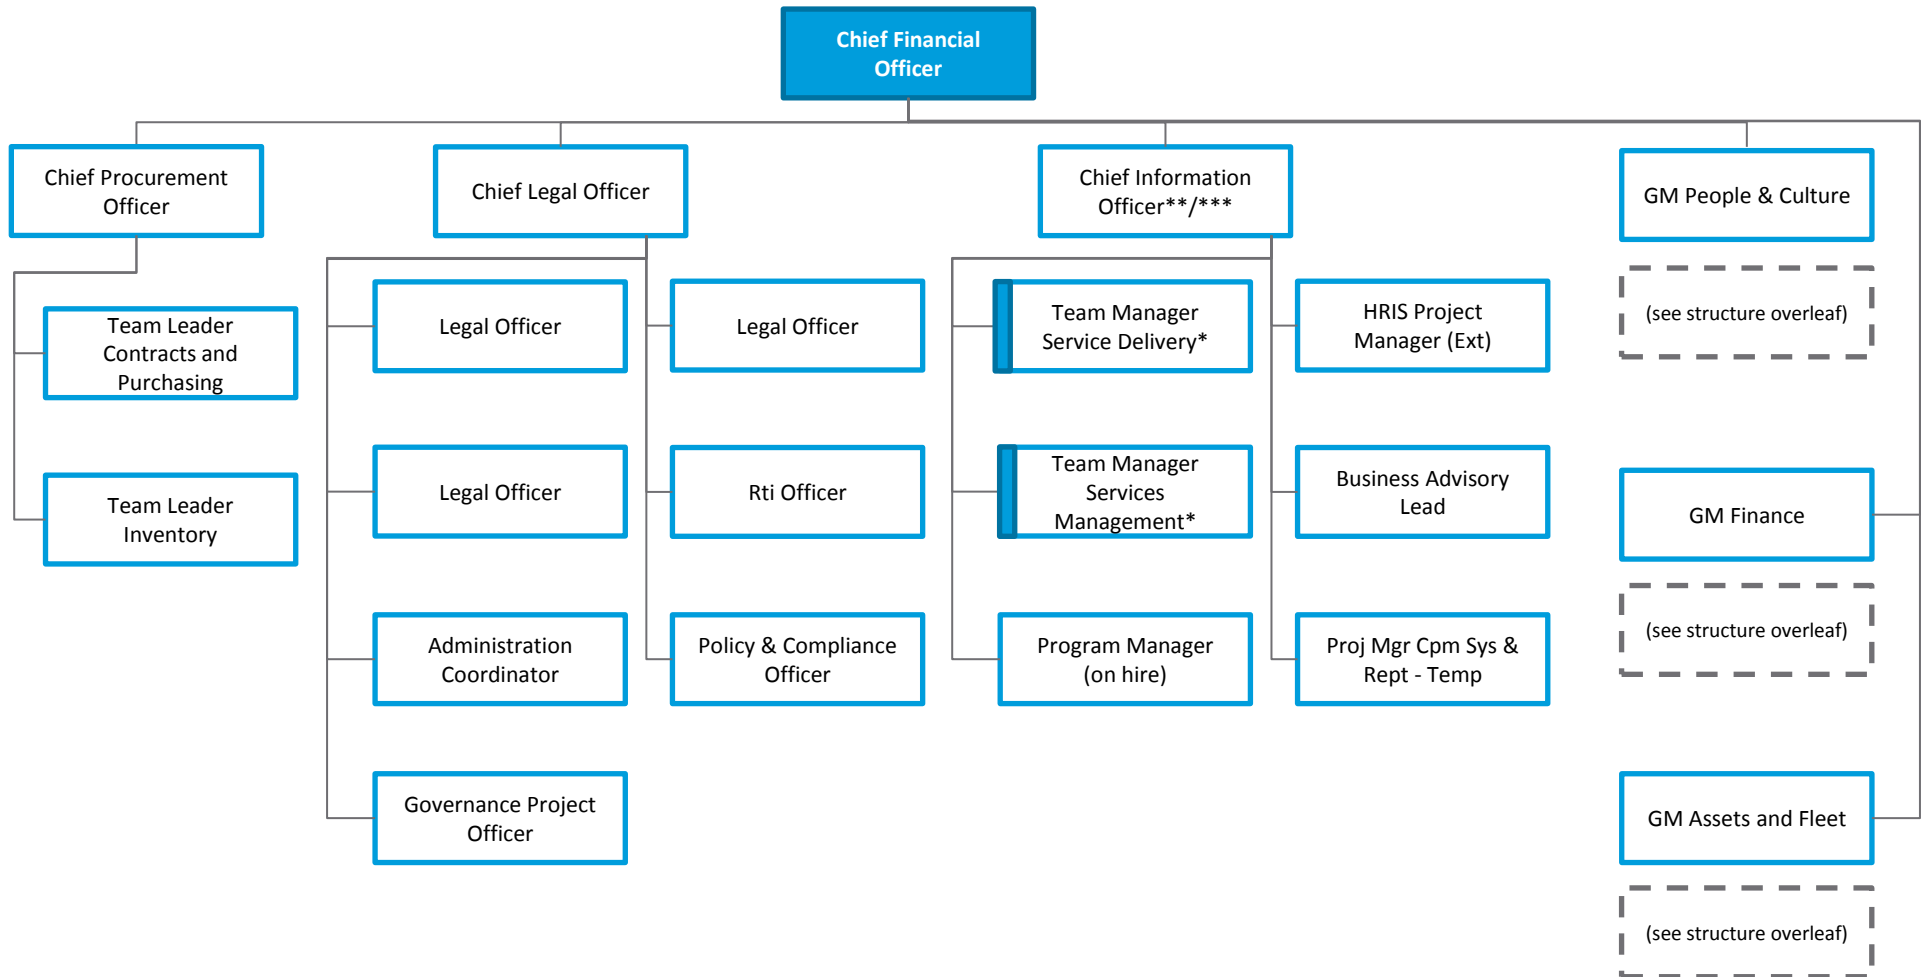 Chief Financial
Officer
Chief Procurement
Officer
Chief Legal Officer
Chief Information
Officer**/***
GM People & Culture
Team Leader
Contracts and
Purchasing
Legal Officer
Legal Officer
Team Manager
Service Delivery*
HRIS Project
Manager (Ext)
(see structure overleaf)
Team Leader
Inventory
Legal Officer
Rti Officer
Team Manager
Services
Management*
Business Advisory
Lead
GM Finance
Administration
Coordinator
Policy & Compliance
Officer
Program Manager
(on hire)
Proj Mgr Cpm Sys &
Rept - Temp
(see structure overleaf)
Governance Project
Officer
GM Assets and Fleet
(see structure overleaf)